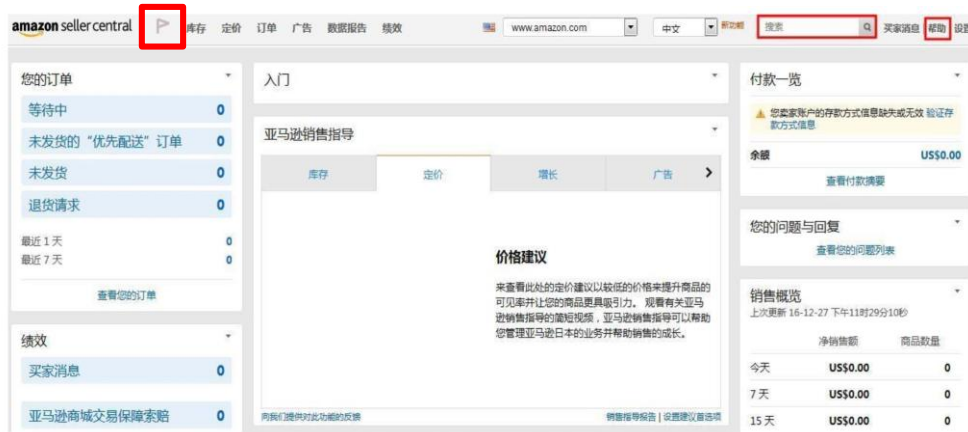 amazon seller central 库存 定价 订单 广告 数据报告 绩效 www.amazon.com 中文 新功能 搜索 买家消息 帮助 设置
您的订单
等待中 0
未发货的“优先配送”订单 0
未发货 0
退货请求 0
最近 1 天 0
最近 7 天 0
查看您的订单
绩效
买家消息 0
亚马逊商城交易保障索赔 0
入门
亚马逊销售指导
库存 定价 增长 广告
价格建议
来查看此处的定价建议以较低的价格来提升商品的
可见率并让您的商品更具吸引力。 观看有关亚马
逊销售指导的简短视频，亚马逊销售指导可以帮助
您管理亚马逊日本的业务并帮助销售的成长。
向我们提供对此功能的反馈 销售指导报告 | 设置建议首选项
付款一览
您卖家账户的存款方式信息缺失或无效 验证存
款方式信息
余额 US$0.00
查看付款摘要
您的问题与回复
查看您的问题列表
销售概览
上次更新 16-12-27 下午11时29分10秒
净销售额 商品数量
今天 US$0.00 0
7 天 US$0.00 0
15 天 US$0.00 0